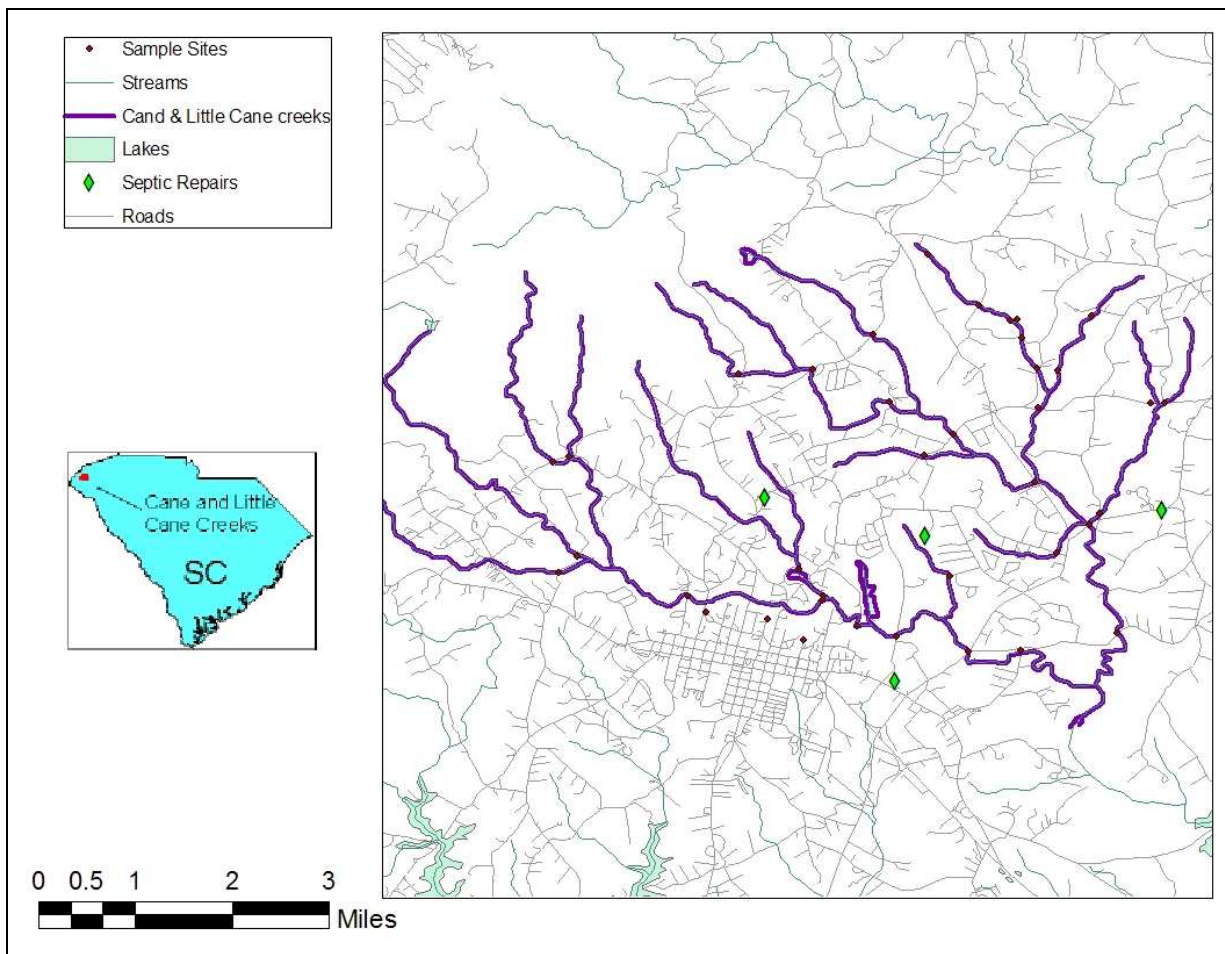 Sample Sites
Streams
Cand & Little Cane creeks
Lakes
Septic Repairs
Roads
Cane and Little
Cane Creeks
SC
0 0.5 1 2 3
Miles